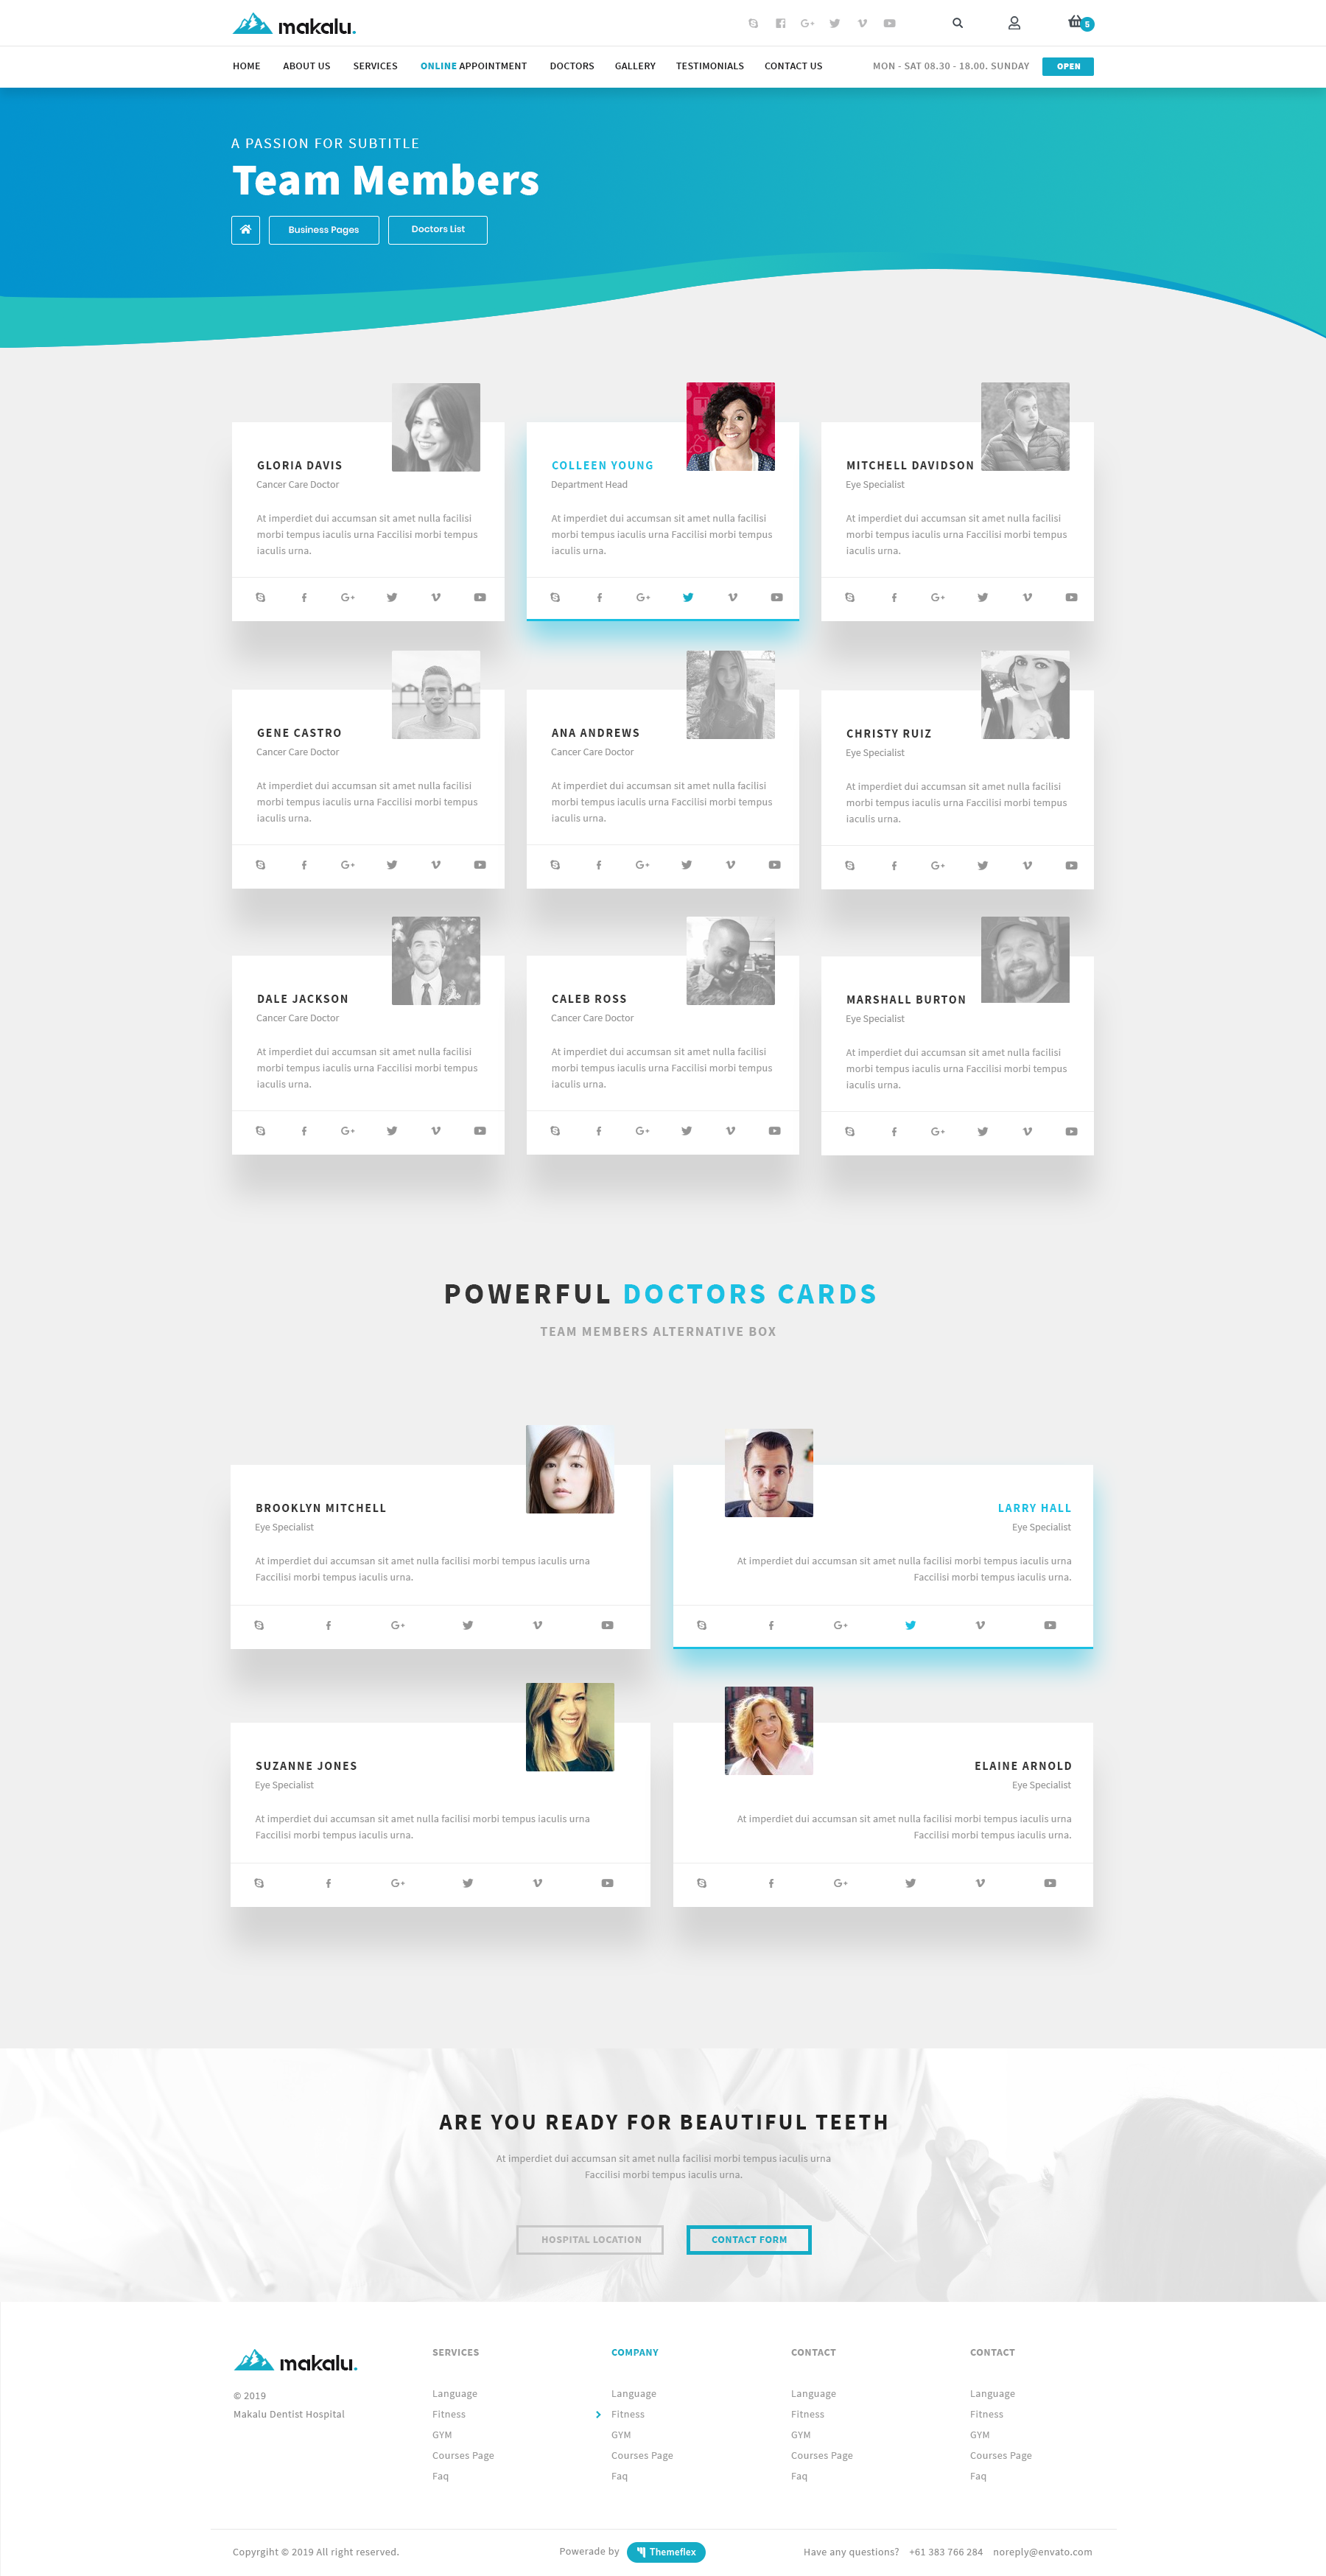 makalu.
5
HOME ABOUT US SERVICES ONLINE APPOINTMENT DOCTORS GALLERY TESTIMONIALS CONTACT US MON - SAT 08.30 - 18.00. SUNDAY OPEN
A PASSION FOR SUBTITLE
Team Members
Business Pages Doctors List
GLORIA DAVIS
Cancer Care Doctor
At imperdiet dui accumsan sit amet nulla facilisi
morbi tempus iaculis urna Faccilisi morbi tempus
iaculis urna.
COLLEEN YOUNG
Department Head
At imperdiet dui accumsan sit amet nulla facilisi
morbi tempus iaculis urna Faccilisi morbi tempus
iaculis urna.
MITCHELL DAVIDSON
Eye Specialist
At imperdiet dui accumsan sit amet nulla facilisi
morbi tempus iaculis urna Faccilisi morbi tempus
iaculis urna.
GENE CASTRO
Cancer Care Doctor
At imperdiet dui accumsan sit amet nulla facilisi
morbi tempus iaculis urna Faccilisi morbi tempus
iaculis urna.
ANA ANDREWS
Cancer Care Doctor
At imperdiet dui accumsan sit amet nulla facilisi
morbi tempus iaculis urna Faccilisi morbi tempus
iaculis urna.
CHRISTY RUIZ
Eye Specialist
At imperdiet dui accumsan sit amet nulla facilisi
morbi tempus iaculis urna Faccilisi morbi tempus
iaculis urna.
DALE JACKSON
Cancer Care Doctor
At imperdiet dui accumsan sit amet nulla facilisi
morbi tempus iaculis urna Faccilisi morbi tempus
iaculis urna.
CALEB ROSS
Cancer Care Doctor
At imperdiet dui accumsan sit amet nulla facilisi
morbi tempus iaculis urna Faccilisi morbi tempus
iaculis urna.
MARSHALL BURTON
Eye Specialist
At imperdiet dui accumsan sit amet nulla facilisi
morbi tempus iaculis urna Faccilisi morbi tempus
iaculis urna.
POWERFUL DOCTORS CARDS
TEAM MEMBERS ALTERNATIVE BOX
BROOKLYN MITCHELL
Eye Specialist
At imperdiet dui accumsan sit amet nulla facilisi morbi tempus iaculis urna
Faccilisi morbi tempus iaculis urna.
LARRY HALL
Eye Specialist
At imperdiet dui accumsan sit amet nulla facilisi morbi tempus iaculis urna
Faccilisi morbi tempus iaculis urna.
SUZANNE JONES
Eye Specialist
At imperdiet dui accumsan sit amet nulla facilisi morbi tempus iaculis urna
Faccilisi morbi tempus iaculis urna.
ELAINE ARNOLD
Eye Specialist
At imperdiet dui accumsan sit amet nulla facilisi morbi tempus iaculis urna
Faccilisi morbi tempus iaculis urna.
ARE YOU READY FOR BEAUTIFUL TEETH
At imperdiet dui accumsan sit amet nulla facilisi morbi tempus iaculis urna
Faccilisi morbi tempus iaculis urna.
HOSPITAL LOCATION CONTACT FORM
makalu.
© 2019
Makalu Dentist Hospital
SERVICES
Language
Fitness
GYM
Courses Page
Faq
COMPANY
Language
Fitness
GYM
Courses Page
Faq
CONTACT
Language
Fitness
GYM
Courses Page
Faq
CONTACT
Language
Fitness
GYM
Courses Page
Faq
Copyrgiht © 2019 All right reserved. Powerade by Themeflex Have any questions? +61 383 766 284 noreply@envato.com